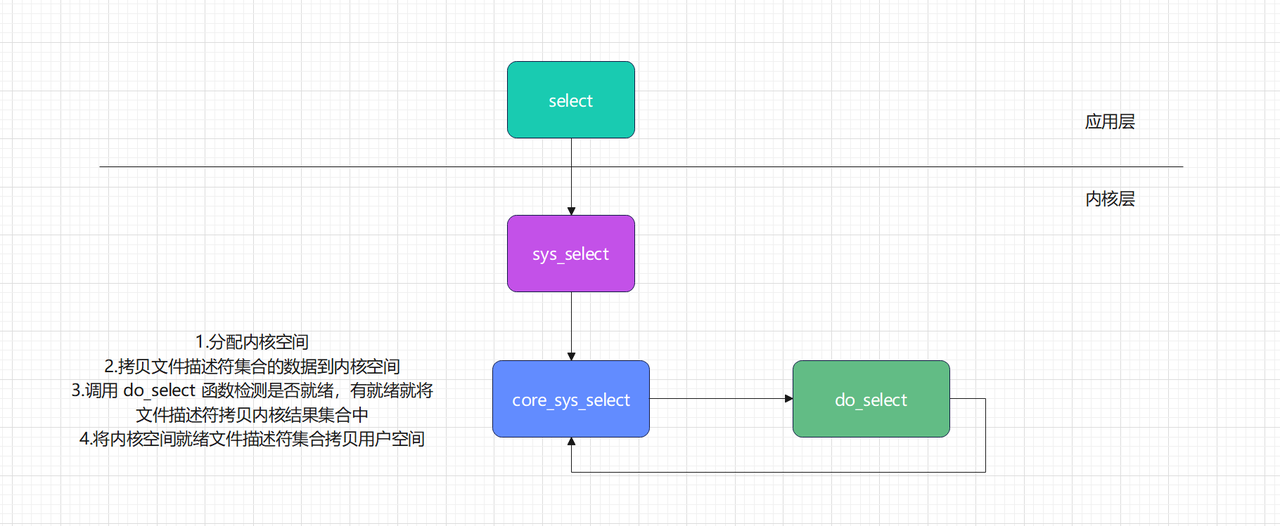 select
应用层
内核层
sys_select
1.分配内核空间
2.拷贝文件描述符集合的数据到内核空间
3.调用 do_select 函数检测是否就绪，有就绪就将
文件描述符拷贝内核结果集合中
4.将内核空间就绪文件描述符集合拷贝用户空间
core_sys_select
do_select